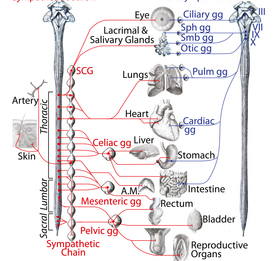 Eye
Ciliary gg
III
Lacrimal &
Salivary Glands
Sph gg
Smb gg
Otic gg
VII
IX
X
SCG
Lungs
Pulm gg
Artery
Thoracic
Heart
Cardiac
gg
Skin
Celiac gg
Liver
Stomach
Intestine
A.M.
Mesenteric gg
Rectum
Sacral Lumbar
Bladder
Pelvic gg
Sympathetic
Chain
Reproductive
Organs